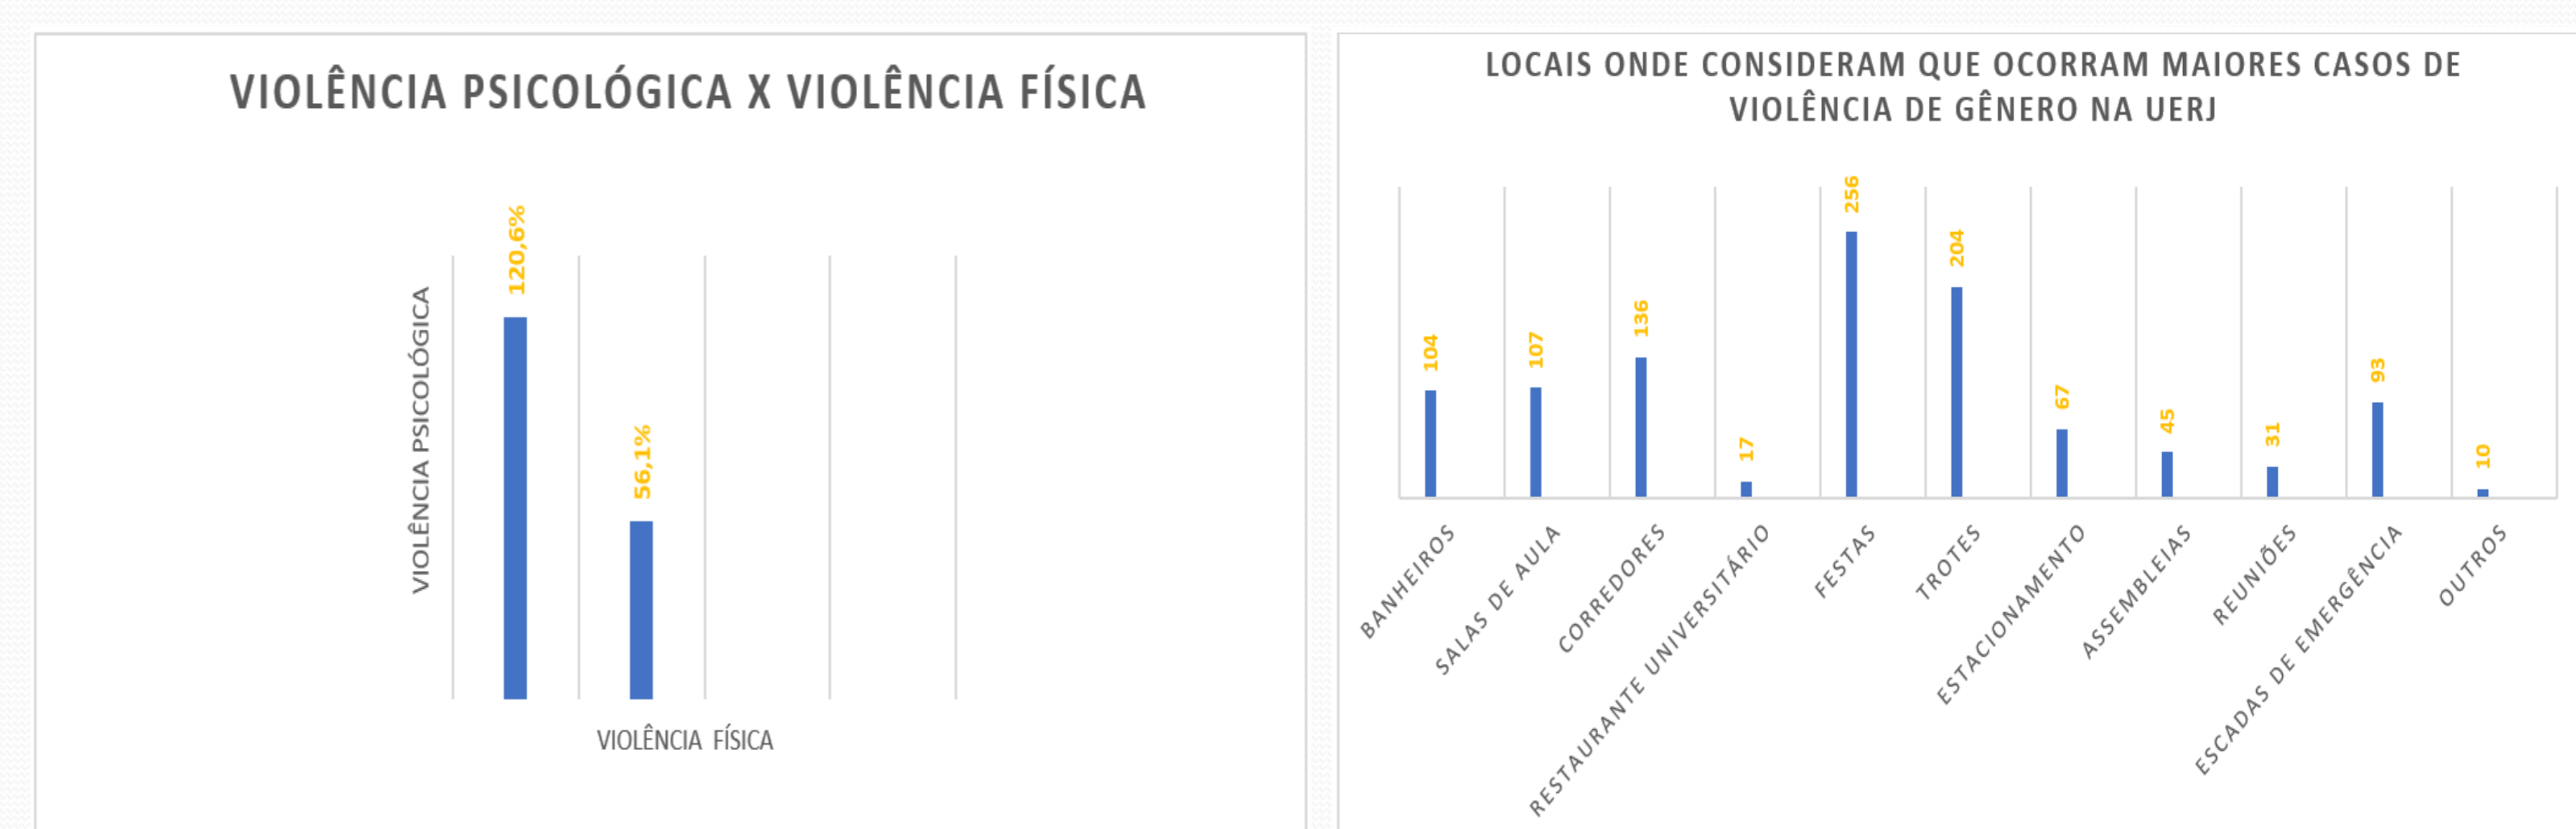 VIOLÊNCIA PSICOLÓGICA X VIOLÊNCIA FÍSICA
120,6%
56,1%
VIOLÊNCIA PSICOLÓGICA
VIOLÊNCIA FÍSICA
LOCAIS ONDE CONSIDERAM QUE OCORRAM MAIORES CASOS DE
VIOLÊNCIA DE GÊNERO NA UERJ
104
107
136
17
256
204
67
45
31
93
10
BANHEIROS
SALAS DE AULA
CORREDORES
RESTAURANTE UNIVERSITÁRIO
FESTAS
TROTES
ESTACIONAMENTO
ASSEMBLEIAS
REUNIÕES
ESCADAS DE EMERGÊNCIA
OUTROS